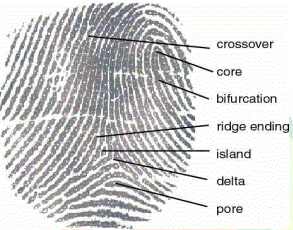 crossover
core
bifurcation
ridge ending
island
delta
pore